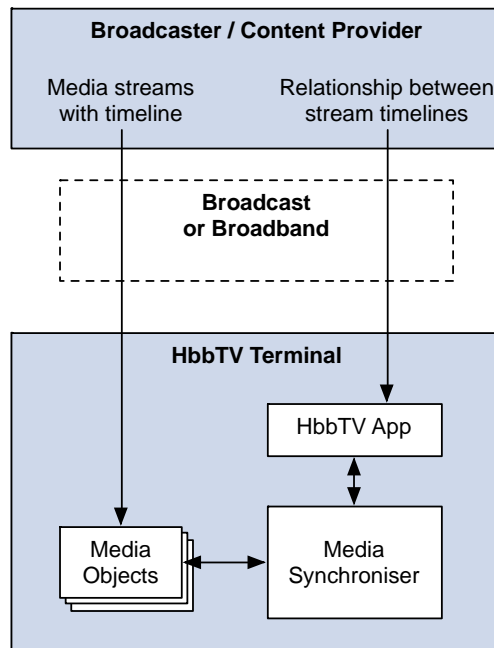 Broadcaster / Content Provider
Media streams
with timeline
Relationship between
stream timelines
Broadcast
or Broadband
HbbTV Terminal
HbbTV App
Media
Objects
Media
Synchroniser